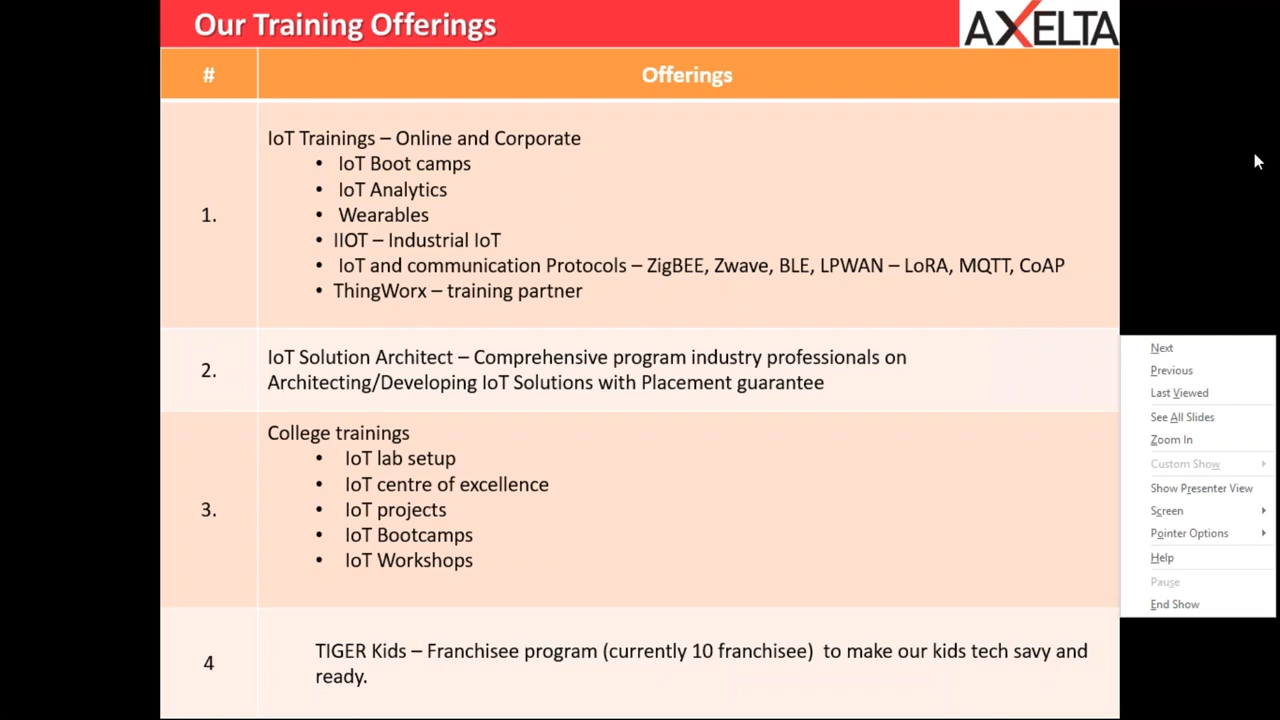 Our Training Offerings
AXELTA
# Offerings
1.
IoT Trainings – Online and Corporate
• IoT Boot camps
• IoT Analytics
• Wearables
• IIOT – Industrial IoT
• IoT and communication Protocols – ZigBEE, Zwave, BLE, LPWAN – LoRA, MQTT, CoAP
• ThingWorx – training partner
2.
IoT Solution Architect – Comprehensive program industry professionals on
Architecting/Developing IoT Solutions with Placement guarantee
3.
College trainings
• IoT lab setup
• IoT centre of excellence
• IoT projects
• IoT Bootcamps
• IoT Workshops
4
TIGER Kids – Franchisee program (currently 10 franchisee) to make our kids tech savy and
ready.
Next
Previous
Last Viewed
See All Slides
Zoom In
Custom Show
Show Presenter View
Screen
Pointer Options
Help
Pause
End Show